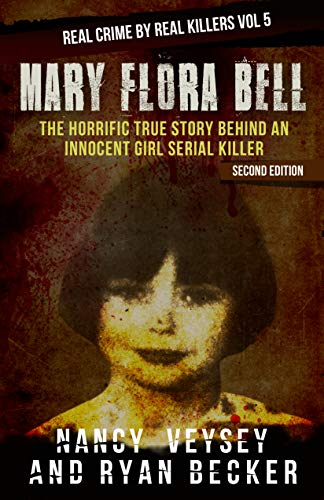 REAL CRIME BY REAL KILLERS VOL 5
MARY FLORA BELL
THE HORRIFIC TRUE STORY BEHIND AN
INNOCENT GIRL SERIAL KILLER
SECOND EDITION
NANCY VEYSEY
AND RYAN BECKER